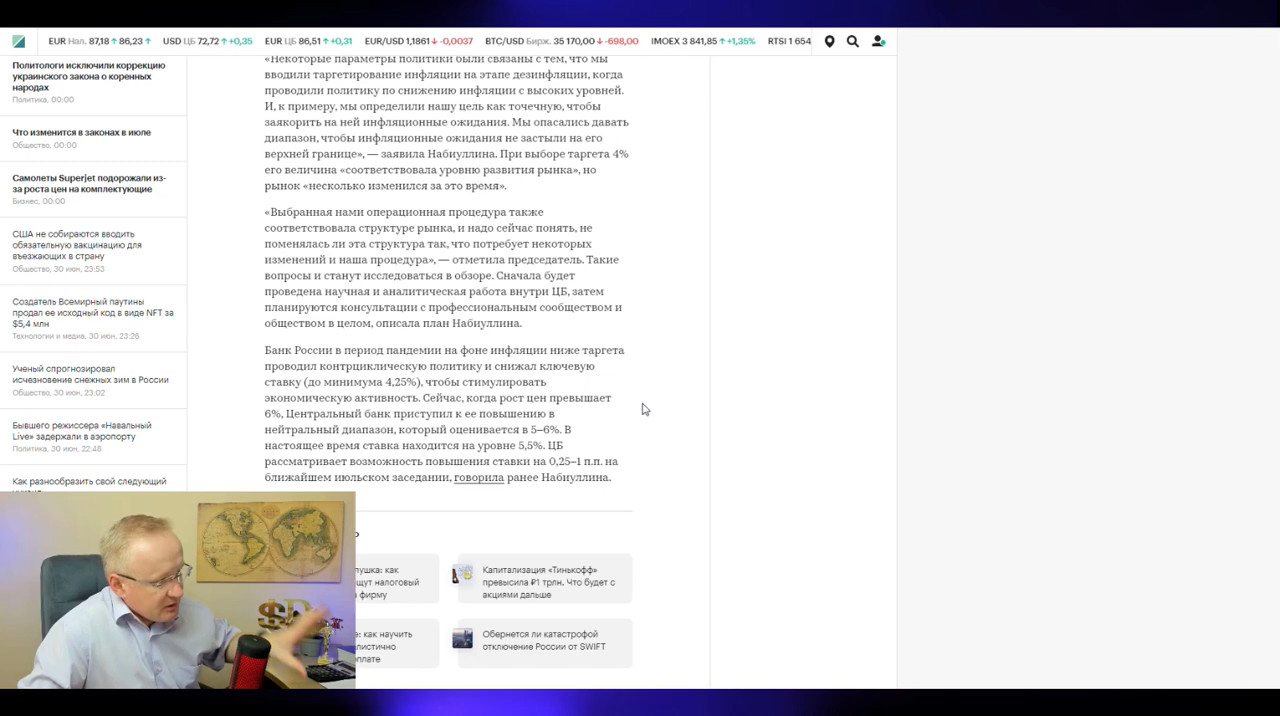 EUR Нал. 87,18 86,23 USD ЦБ 72,72 +0,35 EUR ЦБ 86,51 +0,31 EUR/USD 1,1861 -0,0037 BTC/USD Бирж. 35 170,00 -698,00 IMOEX 3 841,85 +1,35% RTSI 1 654
Политологи исключили коррекцию
украинского закона о коренных
народах
Политика, 00:00
Что изменится в законах в июле
Общество, 00:00
Самолеты Superjet подорожали из-
за роста цен на комплектующие
Бизнес, 00:00
США не собираются вводить
обязательную вакцинацию для
въезжающих в страну
Общество, 30 июн, 23:53
Создатель Всемирный паутины
продал ее исходный код в виде NFT за
$5,4 млн
Технологии и медиа, 30 июн, 23:26
Ученый спрогнозировал
исчезновение снежных зим в России
Общество, 30 июн, 23:02
Бывшего режиссера «Навальный
Live» задержали в аэропорту
Политика, 30 июн, 22:48
Как разнообразить свой следующий
«Некоторые параметры политики были связаны с тем, что мы
вводили таргетирование инфляции на этапе дезинфляции, когда
проводили политику по снижению инфляции с высоких уровней.
И, к примеру, мы определили нашу цель как точечную, чтобы
заякорить на ней инфляционные ожидания. Мы опасались давать
диапазон, чтобы инфляционные ожидания не застыли на его
верхней границе», — заявила Набиуллина. При выборе таргета 4%
его величина «соответствовала уровню развития рынка», но
рынок «несколько изменился за это время».
«Выбранная нами операционная процедура также
соответствовала структуре рынка, и надо сейчас понять, не
поменялась ли эта структура так, что потребует некоторых
изменений и наша процедура», — отметила председатель. Такие
вопросы и станут исследоваться в обзоре. Сначала будет
проведена научная и аналитическая работа внутри ЦБ, затем
планируются консультации с профессиональным сообществом и
обществом в целом, описала план Набиуллина.
Банк России в период пандемии на фоне инфляции ниже таргета
проводил контрциклическую политику и снижал ключевую
ставку (до минимума 4,25%), чтобы стимулировать
экономическую активность. Сейчас, когда рост цен превышает
6%, Центральный банк приступил к ее повышению в
нейтральный диапазон, который оценивается в 5–6%. В
настоящее время ставка находится на уровне 5,5%. ЦБ
рассматривает возможность повышения ставки на 0,25–1 п.п. на
ближайшем июльском заседании, говорила ранее Набиуллина.
как
налоговый
фирму
Капитализация «Тинькофф»
превысила ₽1 трлн. Что будет с
акциями дальше
как научить
Обернется ли катастрофой
отключение России от SWIFT